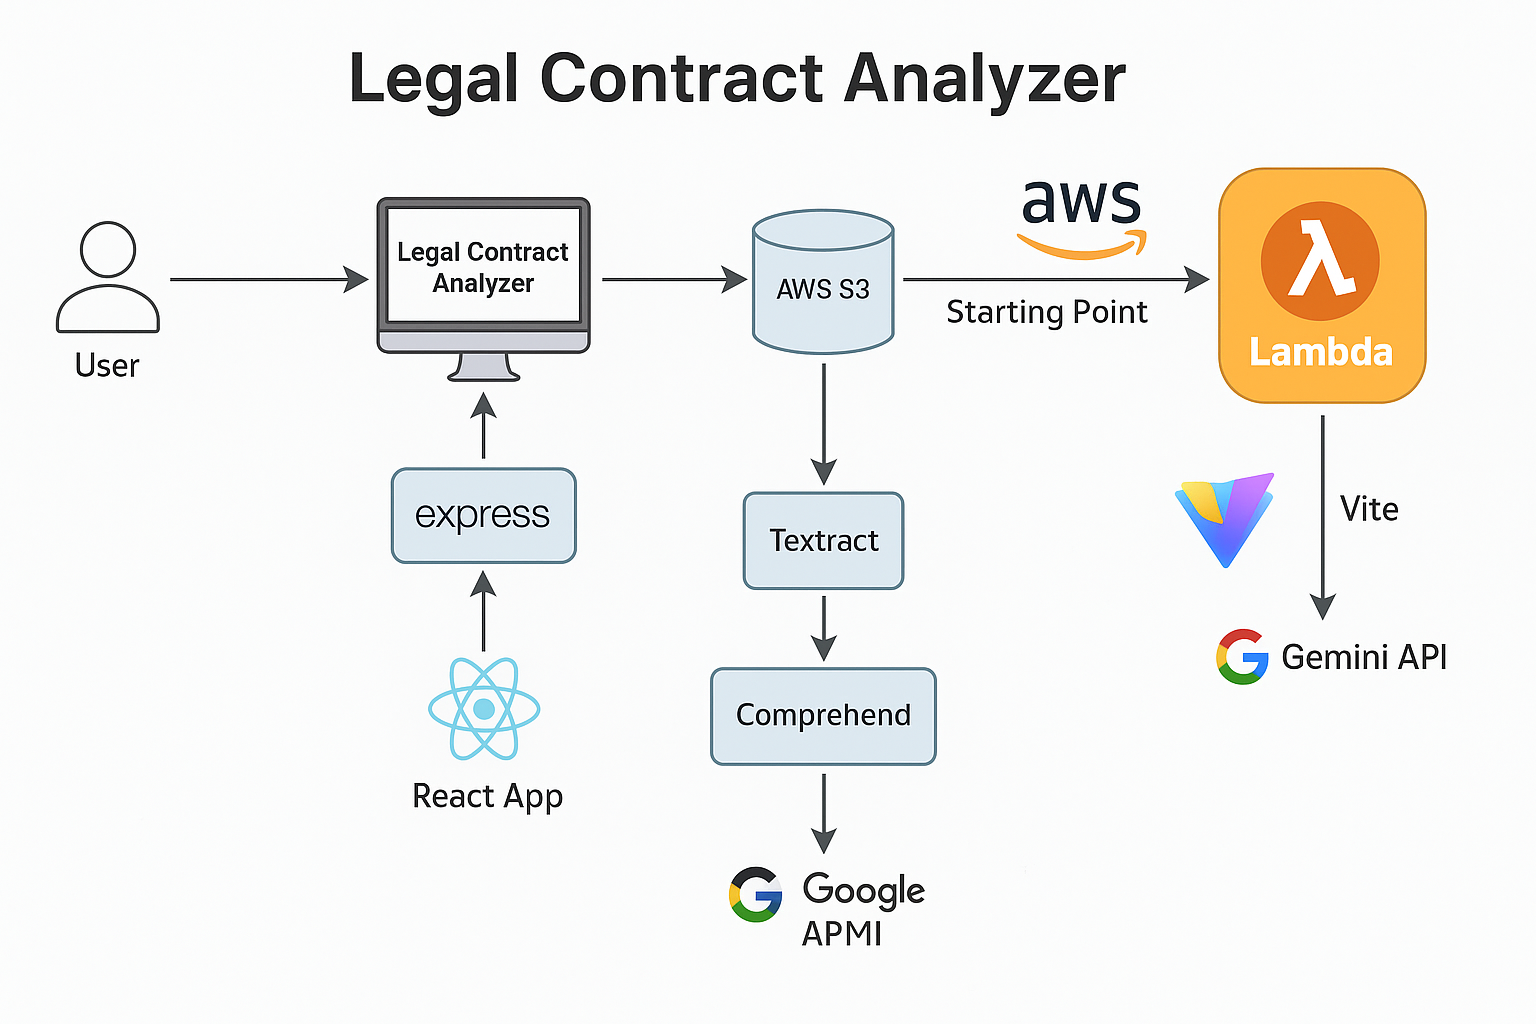 Legal Contract Analyzer
User
Legal Contract
Analyzer
AWS S3
aws
Starting Point
Lambda
express
React App
Textract
Comprehend
Google
APMI
Vite
Gemini API